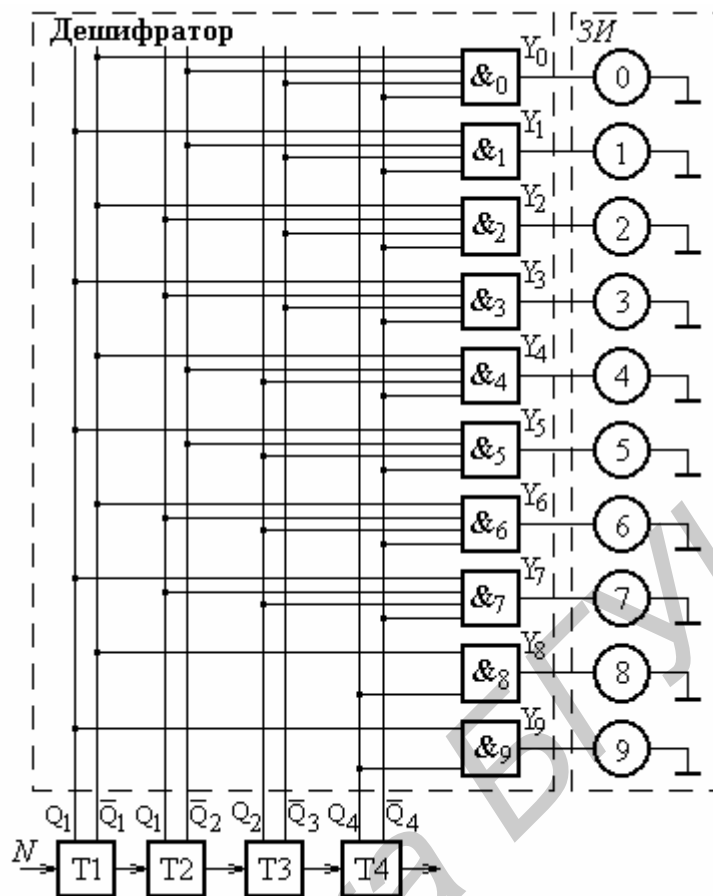 Дешифратор ЗИ
&0 Y0 0
&1 Y1 1
&2 Y2 2
&3 Y3 3
&4 Y4 4
&5 Y5 5
&6 Y6 6
&7 Y7 7
&8 Y8 8
&9 Y9 9
Q1 Q̅1 Q1 Q̅2 Q2 Q̅3 Q4 Q̅4
N T1 T2 T3 T4
а БГУ